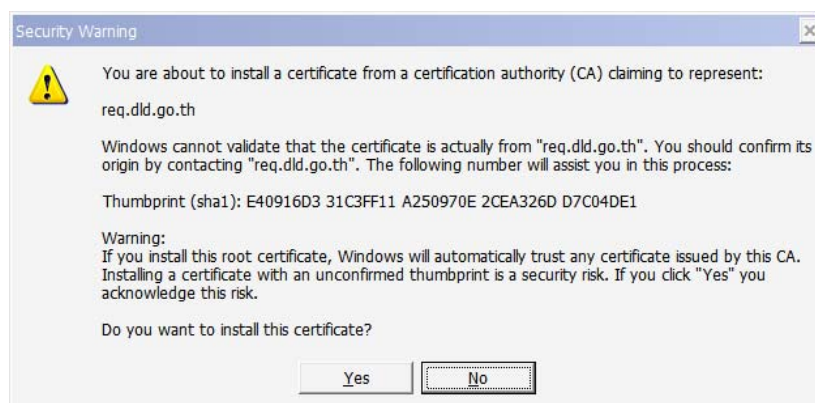 Security Warning
You are about to install a certificate from a certification authority (CA) claiming to represent:
req.dld.go.th
Windows cannot validate that the certificate is actually from "req.dld.go.th". You should confirm its
origin by contacting "req.dld.go.th". The following number will assist you in this process:
Thumbprint (sha1): E40916D3 31C3FF11 A250970E 2CEA326D D7C04DE1
Warning:
If you install this root certificate, Windows will automatically trust any certificate issued by this CA.
Installing a certificate with an unconfirmed thumbprint is a security risk. If you click "Yes" you
acknowledge this risk.
Do you want to install this certificate?
Yes No